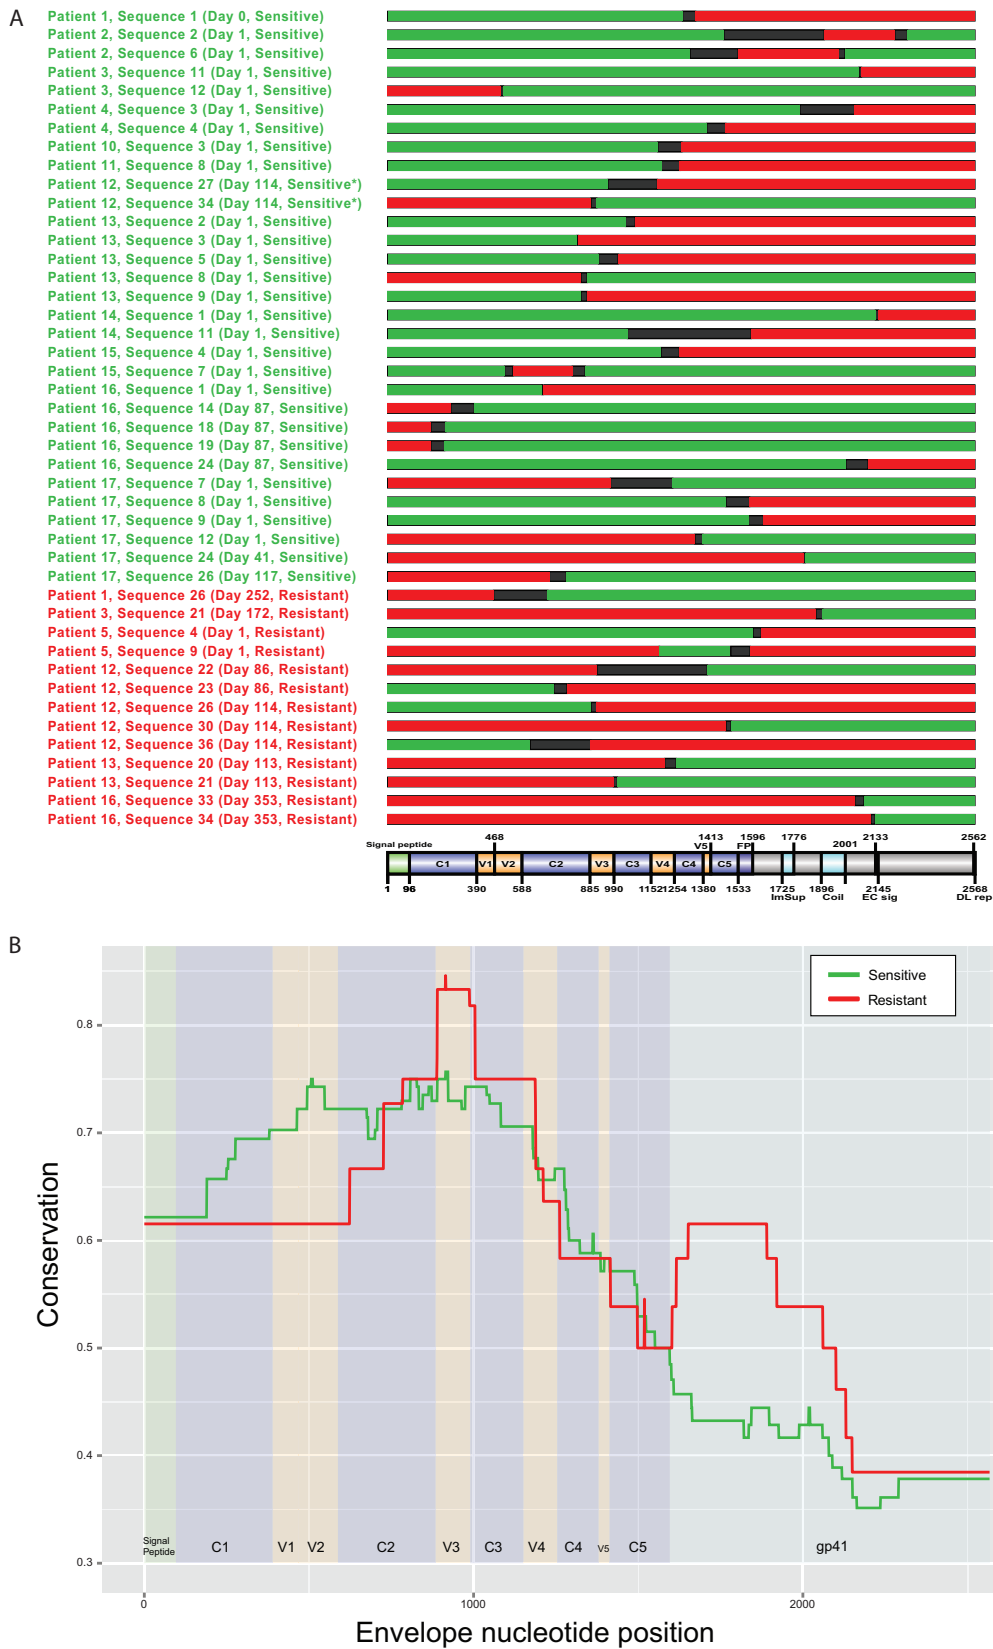 A
Patient 1, Sequence 1 (Day 0, Sensitive)
Patient 2, Sequence 2 (Day 1, Sensitive)
Patient 2, Sequence 6 (Day 1, Sensitive)
Patient 3, Sequence 11 (Day 1, Sensitive)
Patient 3, Sequence 12 (Day 1, Sensitive)
Patient 4, Sequence 3 (Day 1, Sensitive)
Patient 4, Sequence 4 (Day 1, Sensitive)
Patient 10, Sequence 3 (Day 1, Sensitive)
Patient 11, Sequence 8 (Day 1, Sensitive)
Patient 12, Sequence 27 (Day 114, Sensitive*)
Patient 12, Sequence 34 (Day 114, Sensitive*)
Patient 13, Sequence 2 (Day 1, Sensitive)
Patient 13, Sequence 3 (Day 1, Sensitive)
Patient 13, Sequence 5 (Day 1, Sensitive)
Patient 13, Sequence 8 (Day 1, Sensitive)
Patient 13, Sequence 9 (Day 1, Sensitive)
Patient 14, Sequence 1 (Day 1, Sensitive)
Patient 14, Sequence 11 (Day 1, Sensitive)
Patient 15, Sequence 4 (Day 1, Sensitive)
Patient 15, Sequence 7 (Day 1, Sensitive)
Patient 16, Sequence 1 (Day 1, Sensitive)
Patient 16, Sequence 14 (Day 87, Sensitive)
Patient 16, Sequence 18 (Day 87, Sensitive)
Patient 16, Sequence 19 (Day 87, Sensitive)
Patient 16, Sequence 24 (Day 87, Sensitive)
Patient 17, Sequence 7 (Day 1, Sensitive)
Patient 17, Sequence 8 (Day 1, Sensitive)
Patient 17, Sequence 9 (Day 1, Sensitive)
Patient 17, Sequence 12 (Day 1, Sensitive)
Patient 17, Sequence 24 (Day 41, Sensitive)
Patient 17, Sequence 26 (Day 117, Sensitive)
Patient 1, Sequence 26 (Day 252, Resistant)
Patient 3, Sequence 21 (Day 172, Resistant)
Patient 5, Sequence 4 (Day 1, Resistant)
Patient 5, Sequence 9 (Day 1, Resistant)
Patient 12, Sequence 22 (Day 86, Resistant)
Patient 12, Sequence 23 (Day 86, Resistant)
Patient 12, Sequence 26 (Day 114, Resistant)
Patient 12, Sequence 30 (Day 114, Resistant)
Patient 12, Sequence 36 (Day 114, Resistant)
Patient 13, Sequence 20 (Day 113, Resistant)
Patient 13, Sequence 21 (Day 113, Resistant)
Patient 16, Sequence 33 (Day 353, Resistant)
Patient 16, Sequence 34 (Day 353, Resistant)
468 1413 1596 1776 2133 2562
Signal peptide V5 FP 2001
C1 V1 V2 C2 V3 C3 V4 C4 C5
1 96 390 588 885 990 1152 1254 1380 1533 1725 1896 2145 2568
ImSup Coil EC sig DL rep
B
Sensitive
Resistant
0.8
0.7
0.6
0.5
0.4
0.3
Conservation
Signal
Peptide
C1 V1 V2 C2 V3 C3 V4 C4 V5 C5 gp41
0 1000 2000
Envelope nucleotide position